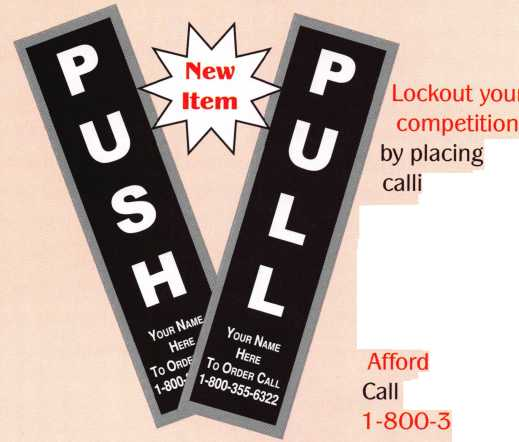 PUSH
YOUR NAME
HERE
TO ORDE
1-800-
New
Item
PULL
YOUR NAME
HERE
TO ORDER CALL
1-800-355-6322
Lockout your
competition
by placing
calli
Afford
Call
1-800-3